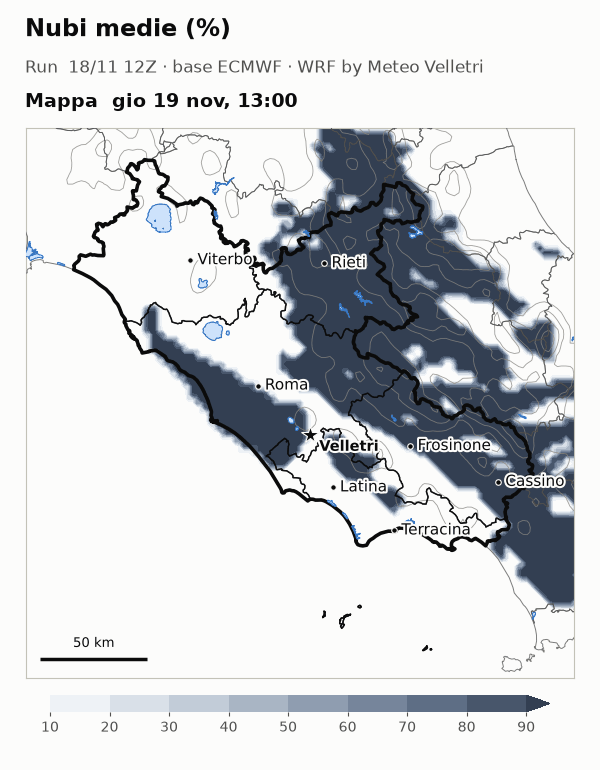 Nubi medie (%)
Run  18/11 12Z · base ECMWF · WRF by Meteo Velletri
Mappa  gio 19 nov, 13:00
Viterbo
Rieti
Roma
Velletri
Frosinone
Cassino
Latina
Terracina
50 km
10 20 30 40 50 60 70 80 90